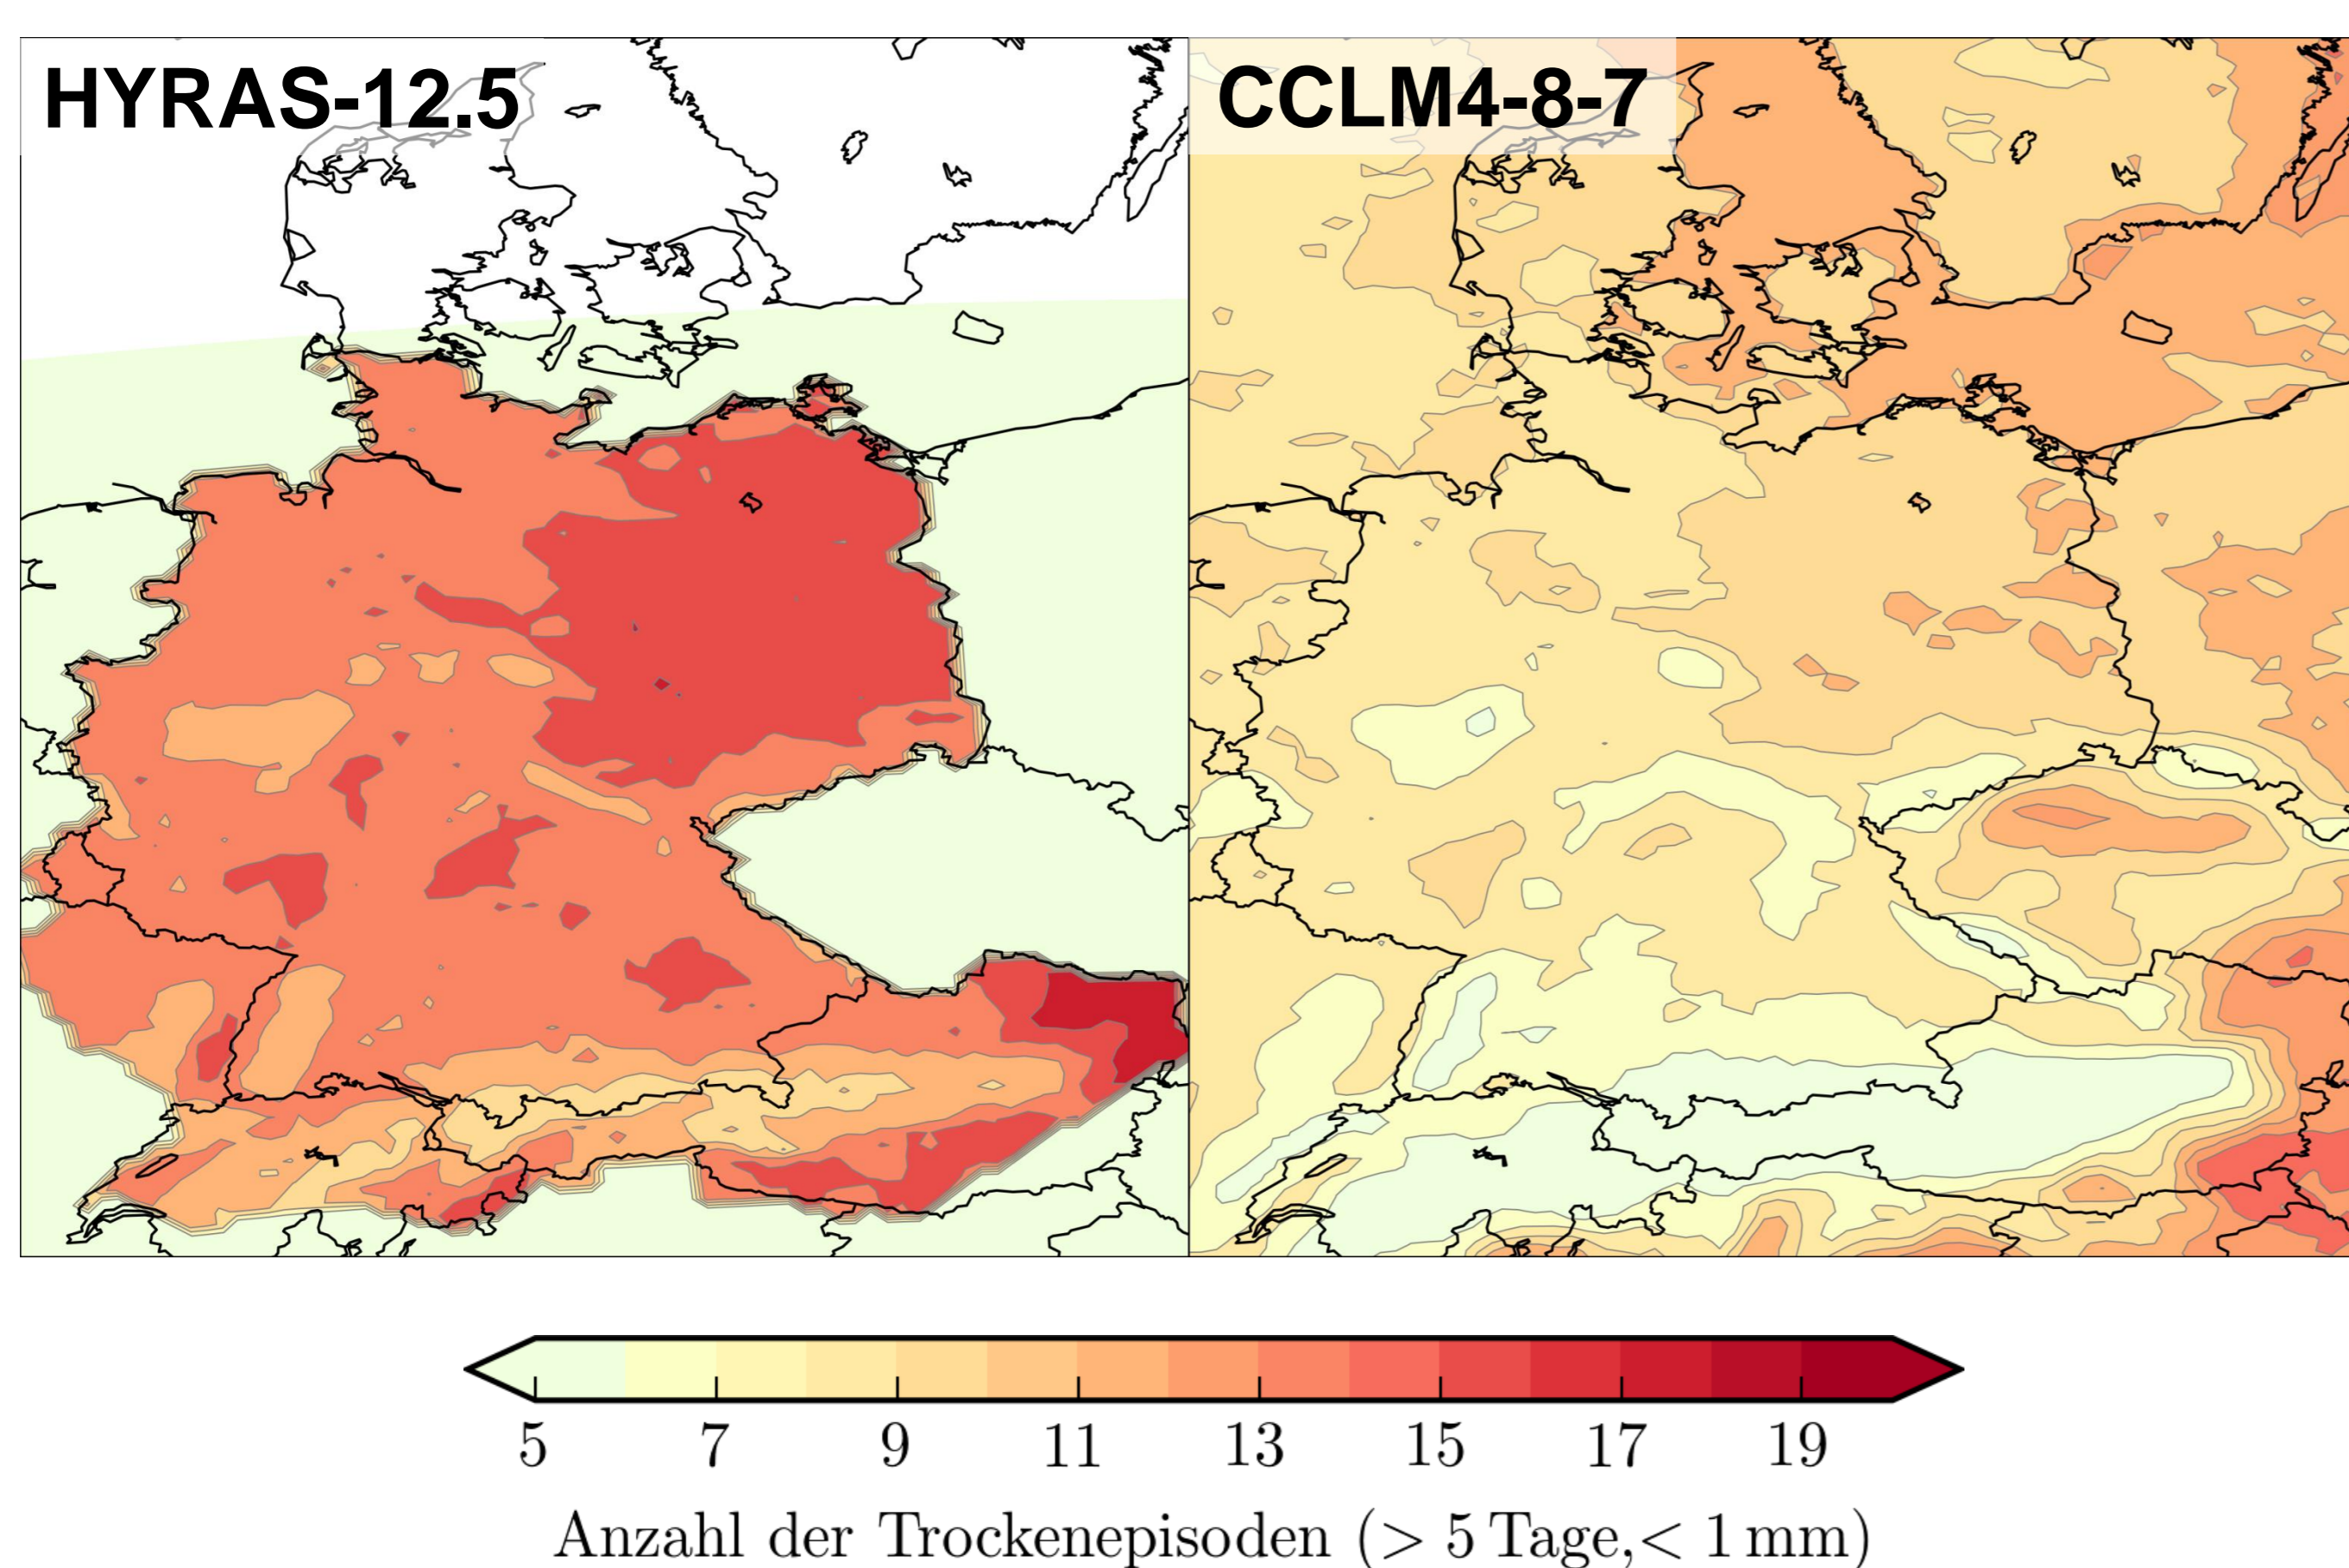 HYRAS-12.5
CCLM4-8-7
5 7 9 11 13 15 17 19
Anzahl der Trockenepisoden (> 5 Tage,< 1 mm)